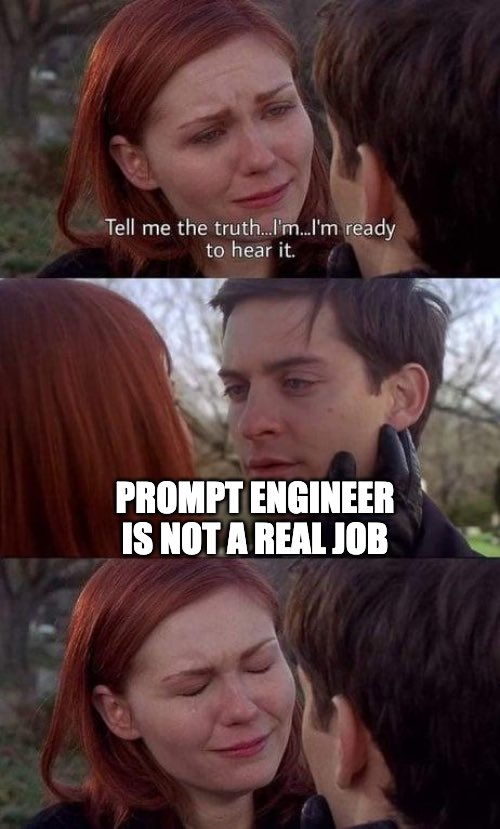 Tell me the truth...I'm...I'm ready
to hear it.
PROMPT ENGINEER
IS NOT A REAL JOB